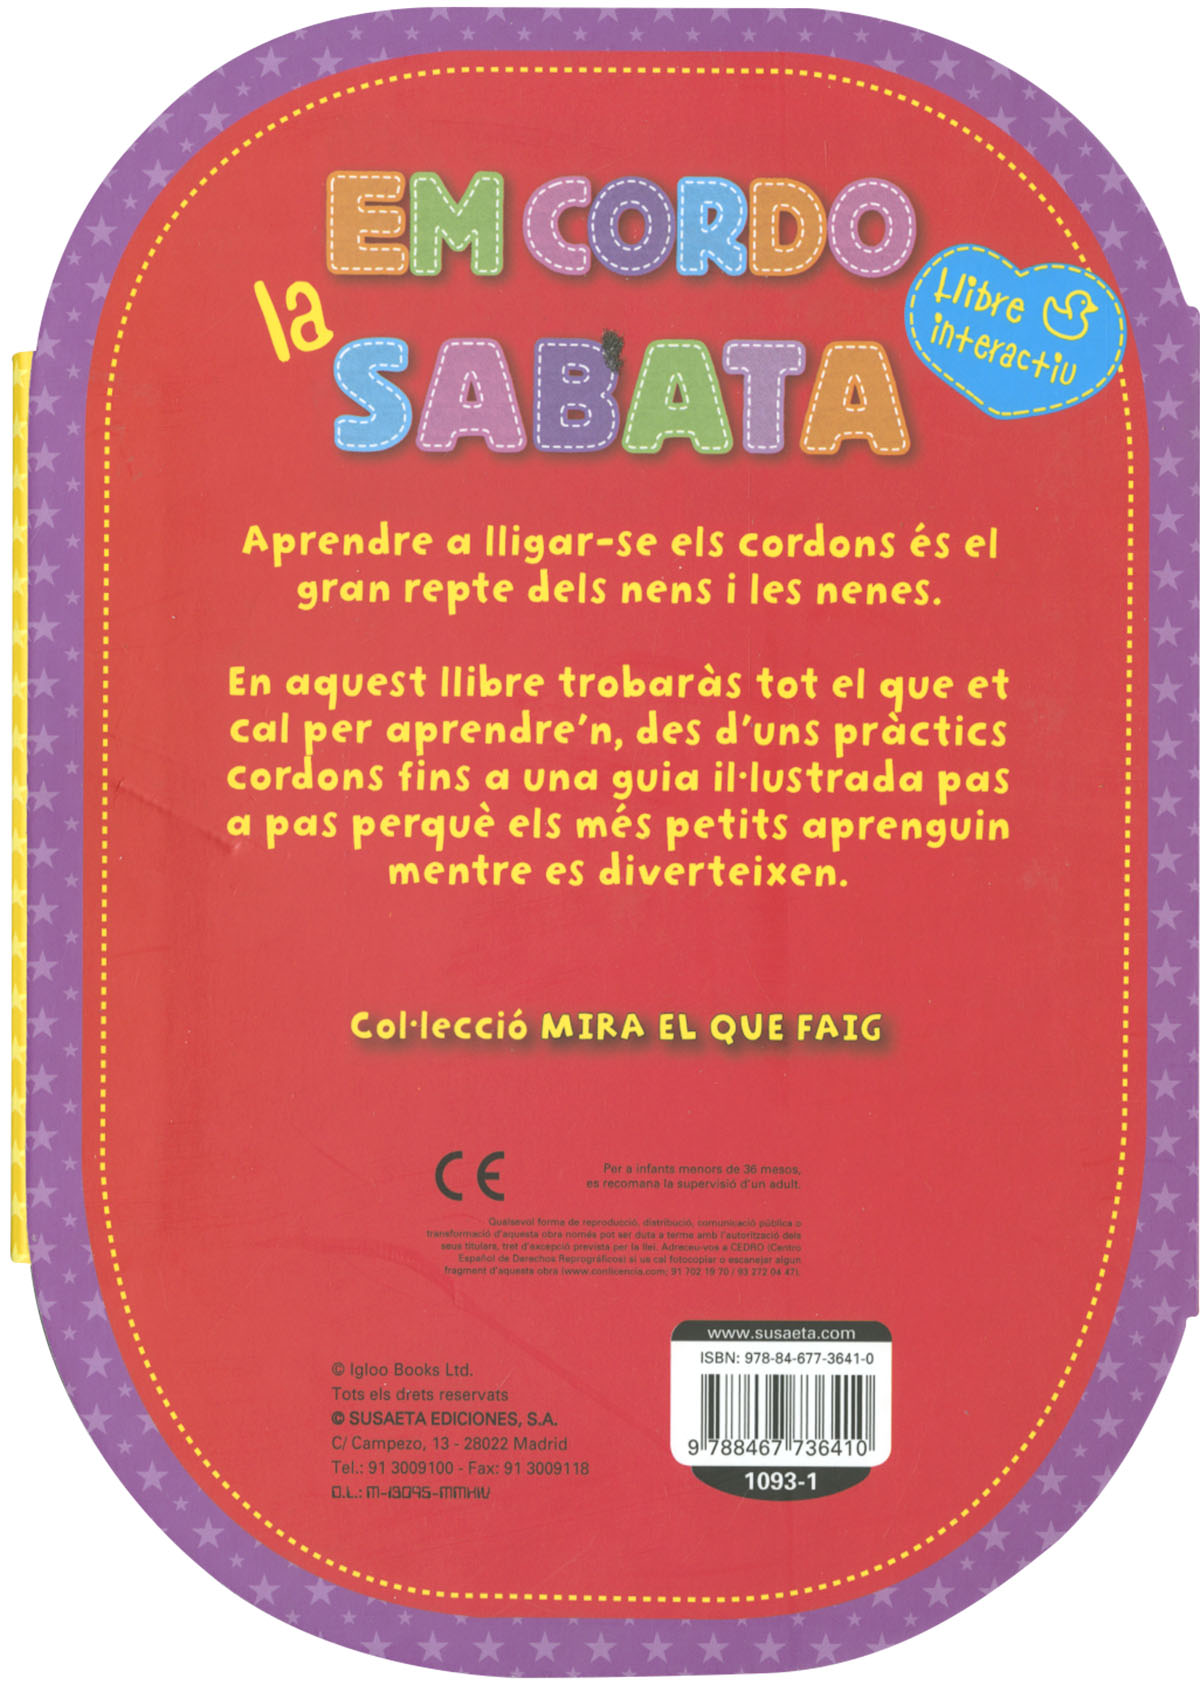 EM CORDO
la
SABATA
Llibre
interactiu
Aprendre a lligar-se els cordons és el
gran repte dels nens i les nenes.
En aquest llibre trobaràs tot el que et
cal per aprendre'n, des d'uns pràctics
cordons fins a una guia il·lustrada pas
a pas perquè els més petits aprenguin
mentre es diverteixen.
Col·lecció MIRA EL QUE FAIG
CE
Per a infants menors de 36 mesos,
es recomana la supervisió d'un adult.
Qualsevol forma de reproducció, distribució, comunicació pública o
transformació d'aquesta obra només pot ser duta a terme amb l'autorització dels
seus titulars, tret d'excepció prevista per la llei. Adreceu-vos a CEDRO (Centro
Español de Derechos Reprográficos) si us cal fotocopiar o escanejar algun
fragment d'aquesta obra (www.conlicencia.com; 91 702 19 70 / 93 272 04 47).
© Igloo Books Ltd.
Tots els drets reservats
© SUSAETA EDICIONES, S.A.
C/ Campezo, 13 - 28022 Madrid
Tel.: 91 3009100 - Fax: 91 3009118
D.L.: M-13095-MMXIV
www.susaeta.com
ISBN: 978-84-677-3641-0
9 788467 736410
1093-1